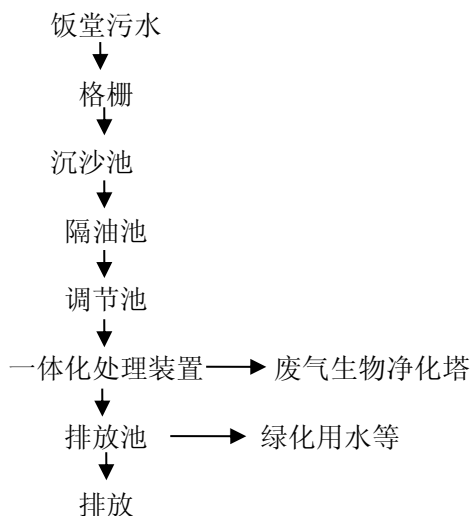 饭堂污水
格栅
沉沙池
隔油池
调节池
一体化处理装置
废气生物净化塔
排放池
绿化用水等
排放